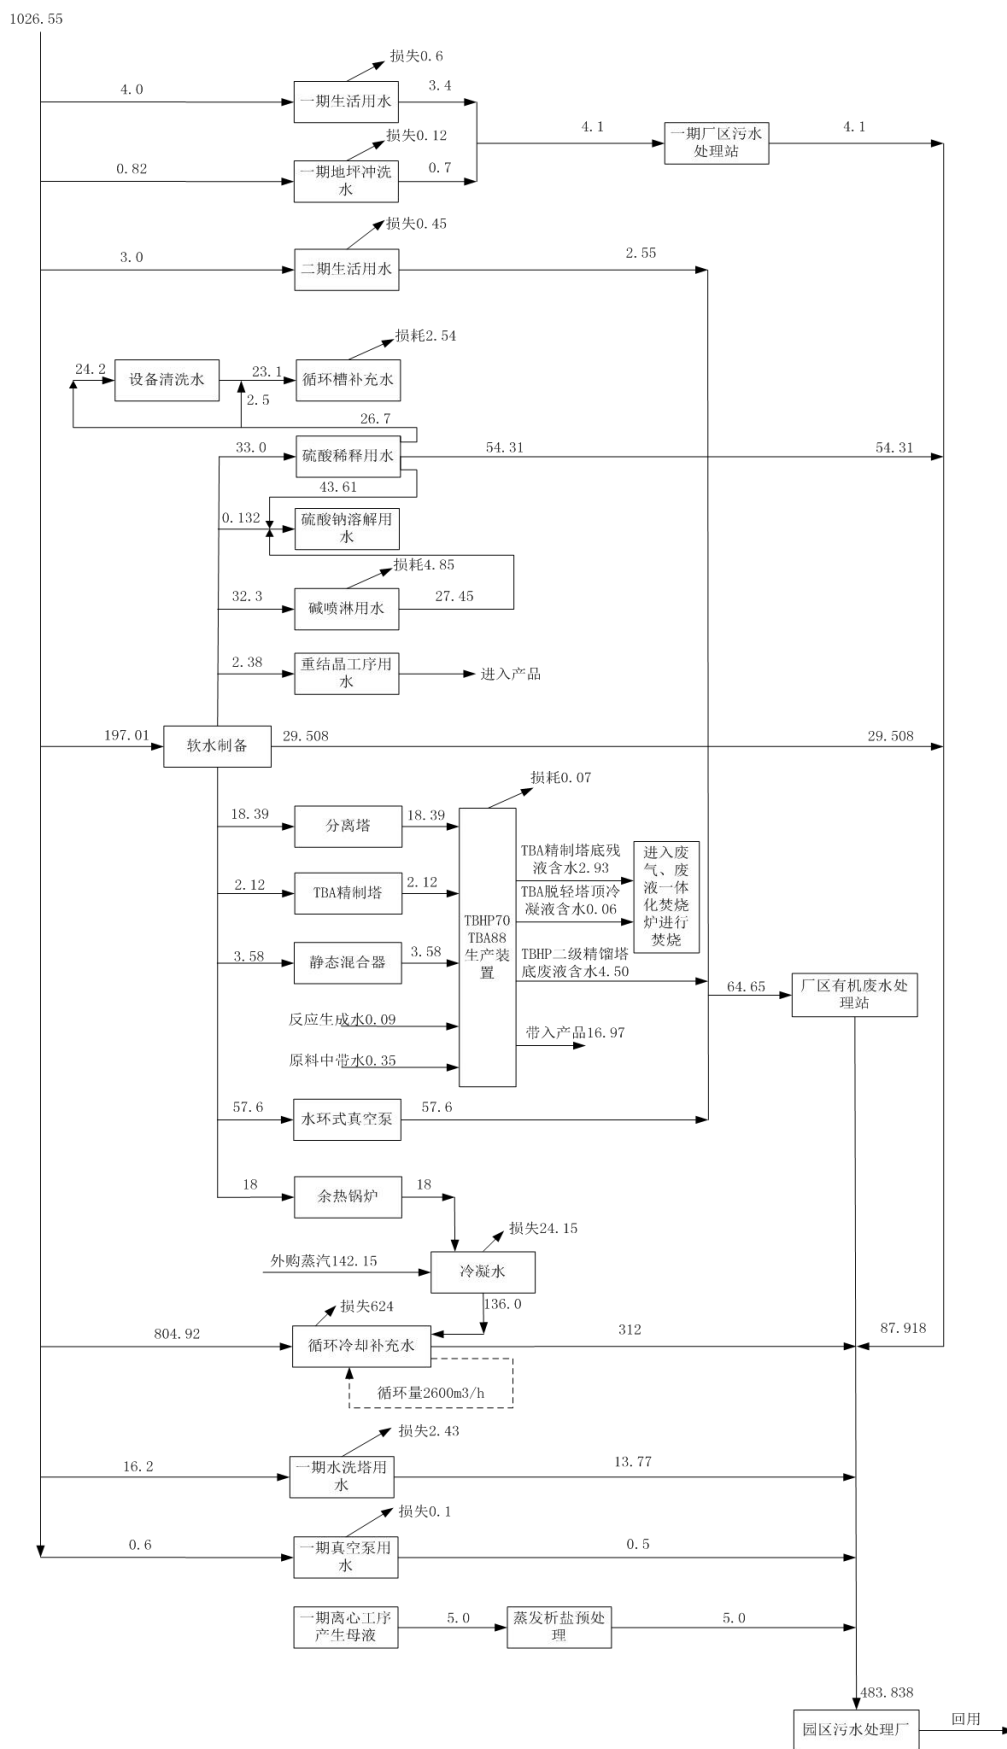 1026.55
损失0.6
4.0
一期生活用水
3.4
4.1
一期厂区污水
处理站
4.1
损失0.12
0.82
一期地坪冲洗
水
0.7
损失0.45
3.0
二期生活用水
2.55
损耗2.54
24.2
设备清洗水
23.1
循环槽补充水
2.5
26.7
33.0
硫酸稀释用水
54.31
54.31
43.61
0.132
硫酸钠溶解用
水
损耗4.85
32.3
碱喷淋用水
27.45
2.38
重结晶工序用
水
进入产品
197.01
软水制备
29.508
29.508
损耗0.07
18.39
分离塔
18.39
TBA精制塔底残
液含水2.93
进入废
气、废
液一体
化焚烧
炉进行
焚烧
2.12
TBA精制塔
2.12
TBA脱轻塔顶冷
凝液含水0.06
TBHP70
TBA88
生产装
置
3.58
静态混合器
3.58
TBHP二级精馏塔
底废液含水4.50
64.65
厂区有机废水处
理站
反应生成水0.09
带入产品16.97
原料中带水0.35
57.6
水环式真空泵
57.6
18
余热锅炉
18
损失24.15
外购蒸汽142.15
冷凝水
136.0
损失624
804.92
循环冷却补充水
312
87.918
循环量2600m3/h
损失2.43
16.2
一期水洗塔用
水
13.77
损失0.1
0.6
一期真空泵用
水
0.5
一期离心工序
产生母液
5.0
蒸发析盐预处
理
5.0
483.838
园区污水处理厂
回用